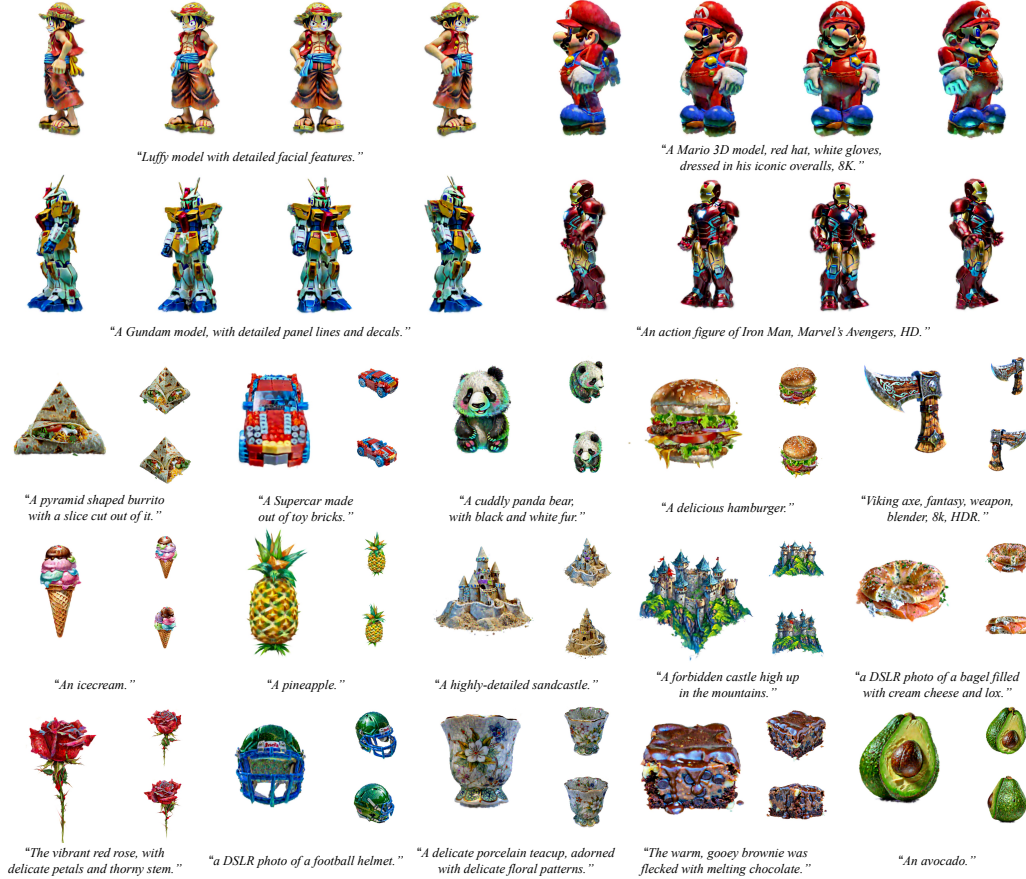 “Luffy model with detailed facial features.”
“A Mario 3D model, red hat, white gloves,
dressed in his iconic overalls, 8K.”
“A Gundam model, with detailed panel lines and decals.”
“An action figure of Iron Man, Marvel’s Avengers, HD.”
“A pyramid shaped burrito
with a slice cut out of it.”
“A Supercar made
out of toy bricks.”
“A cuddly panda bear,
with black and white fur.”
“A delicious hamburger.”
“Viking axe, fantasy, weapon,
blender, 8k, HDR.”
“An icecream.”
“A pineapple.”
“A highly-detailed sandcastle.”
“A forbidden castle high up
in the mountains.”
“a DSLR photo of a bagel filled
with cream cheese and lox.”
“The vibrant red rose, with
delicate petals and thorny stem.”
“a DSLR photo of a football helmet.”
“A delicate porcelain teacup, adorned
with delicate floral patterns.”
“The warm, gooey brownie was
flecked with melting chocolate.”
“An avocado.”